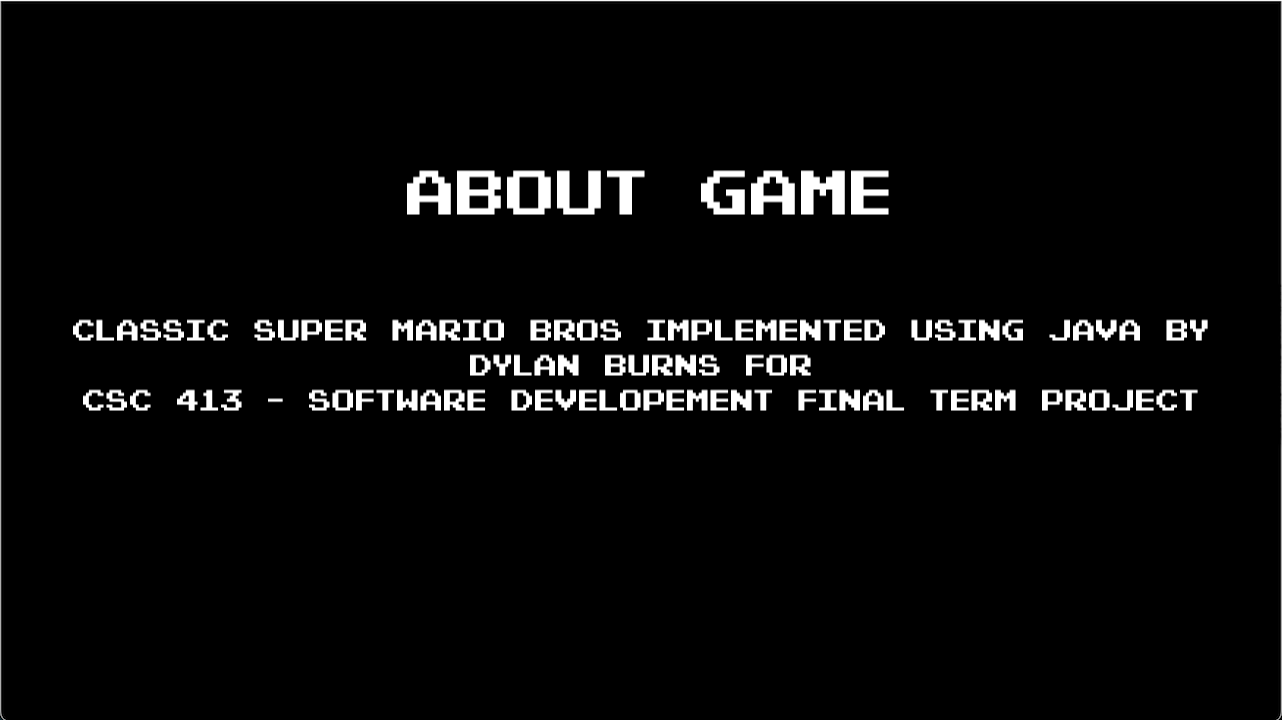 ABOUT GAME
CLASSIC SUPER MARIO BROS IMPLEMENTED USING JAVA BY
DYLAN BURNS FOR
CSC 413 - SOFTWARE DEVELOPEMENT FINAL TERM PROJECT